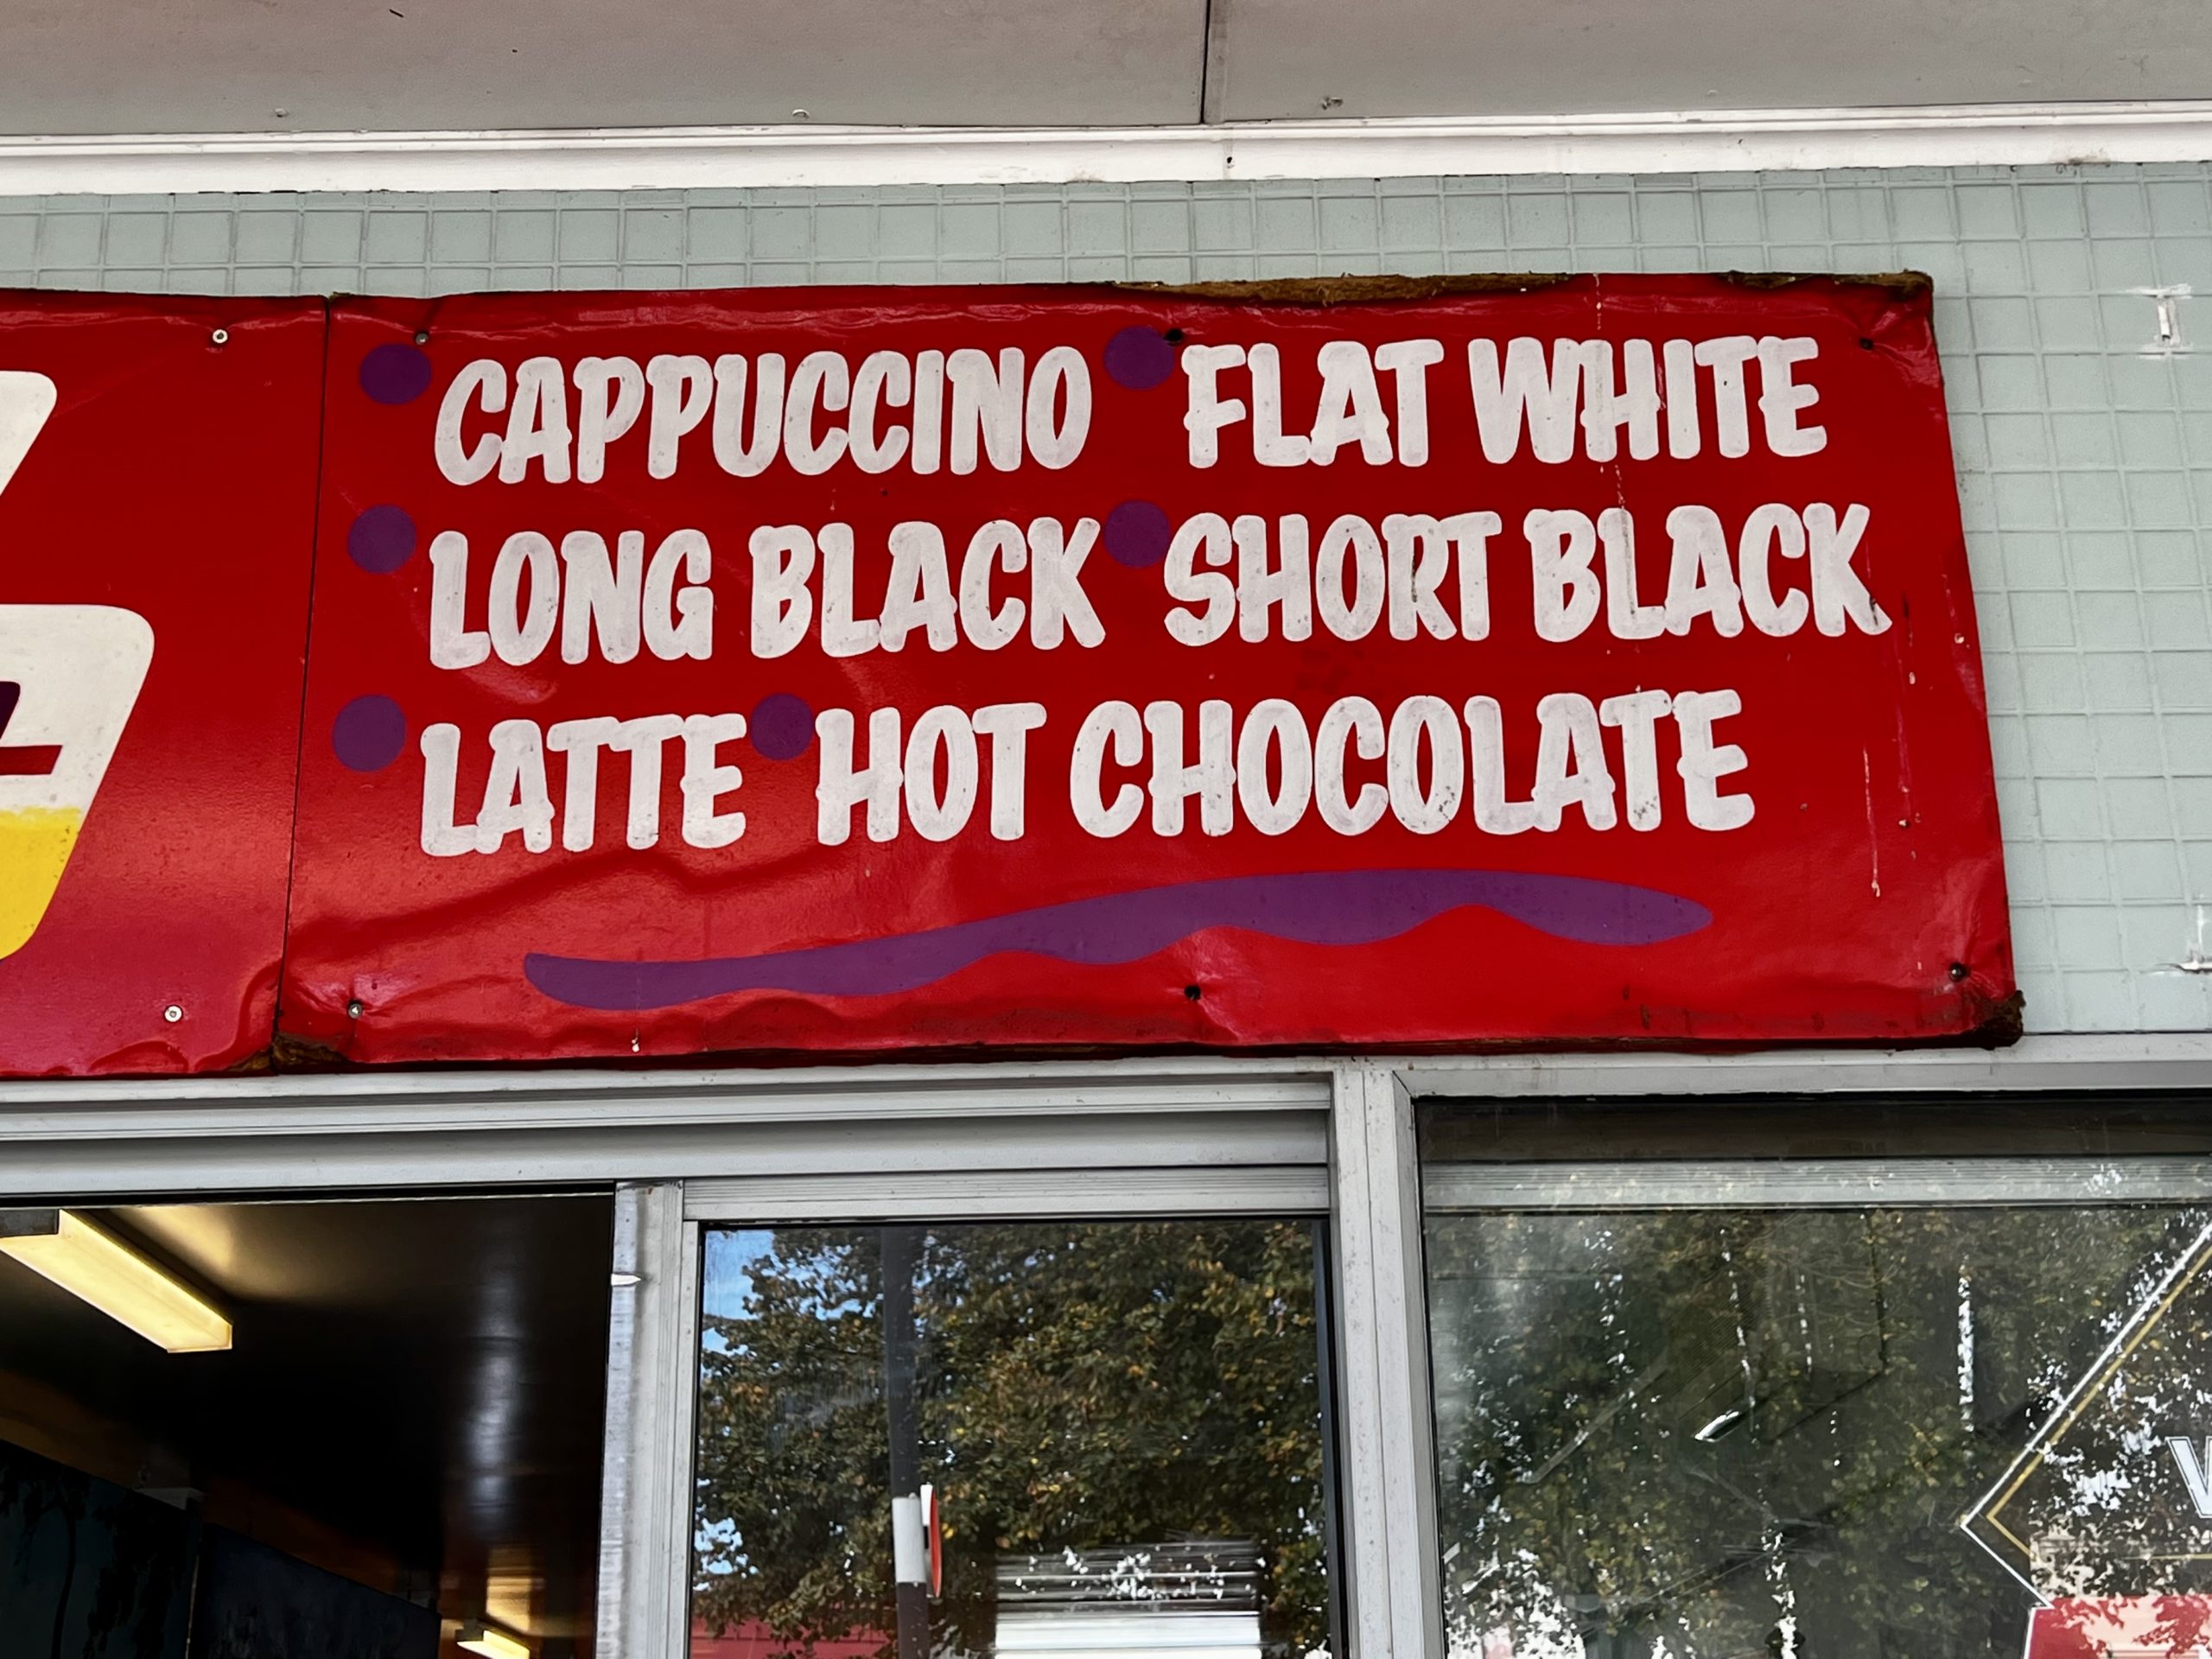 CAPPUCCINO FLAT WHITE
LONG BLACK SHORT BLACK
LATTE HOT CHOCOLATE